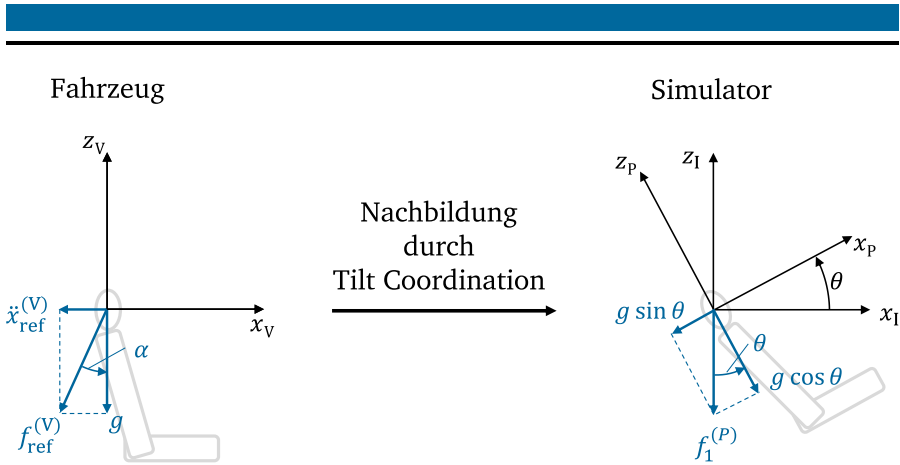 Fahrzeug
Simulator
z_V
z_P
z_I
Nachbildung
durch
Tilt Coordination
x_P
θ
ẍ_ref^(V)
x_V
g sin θ
x_I
α
θ
g cos θ
f_ref^(V)
g
f_1^(P)